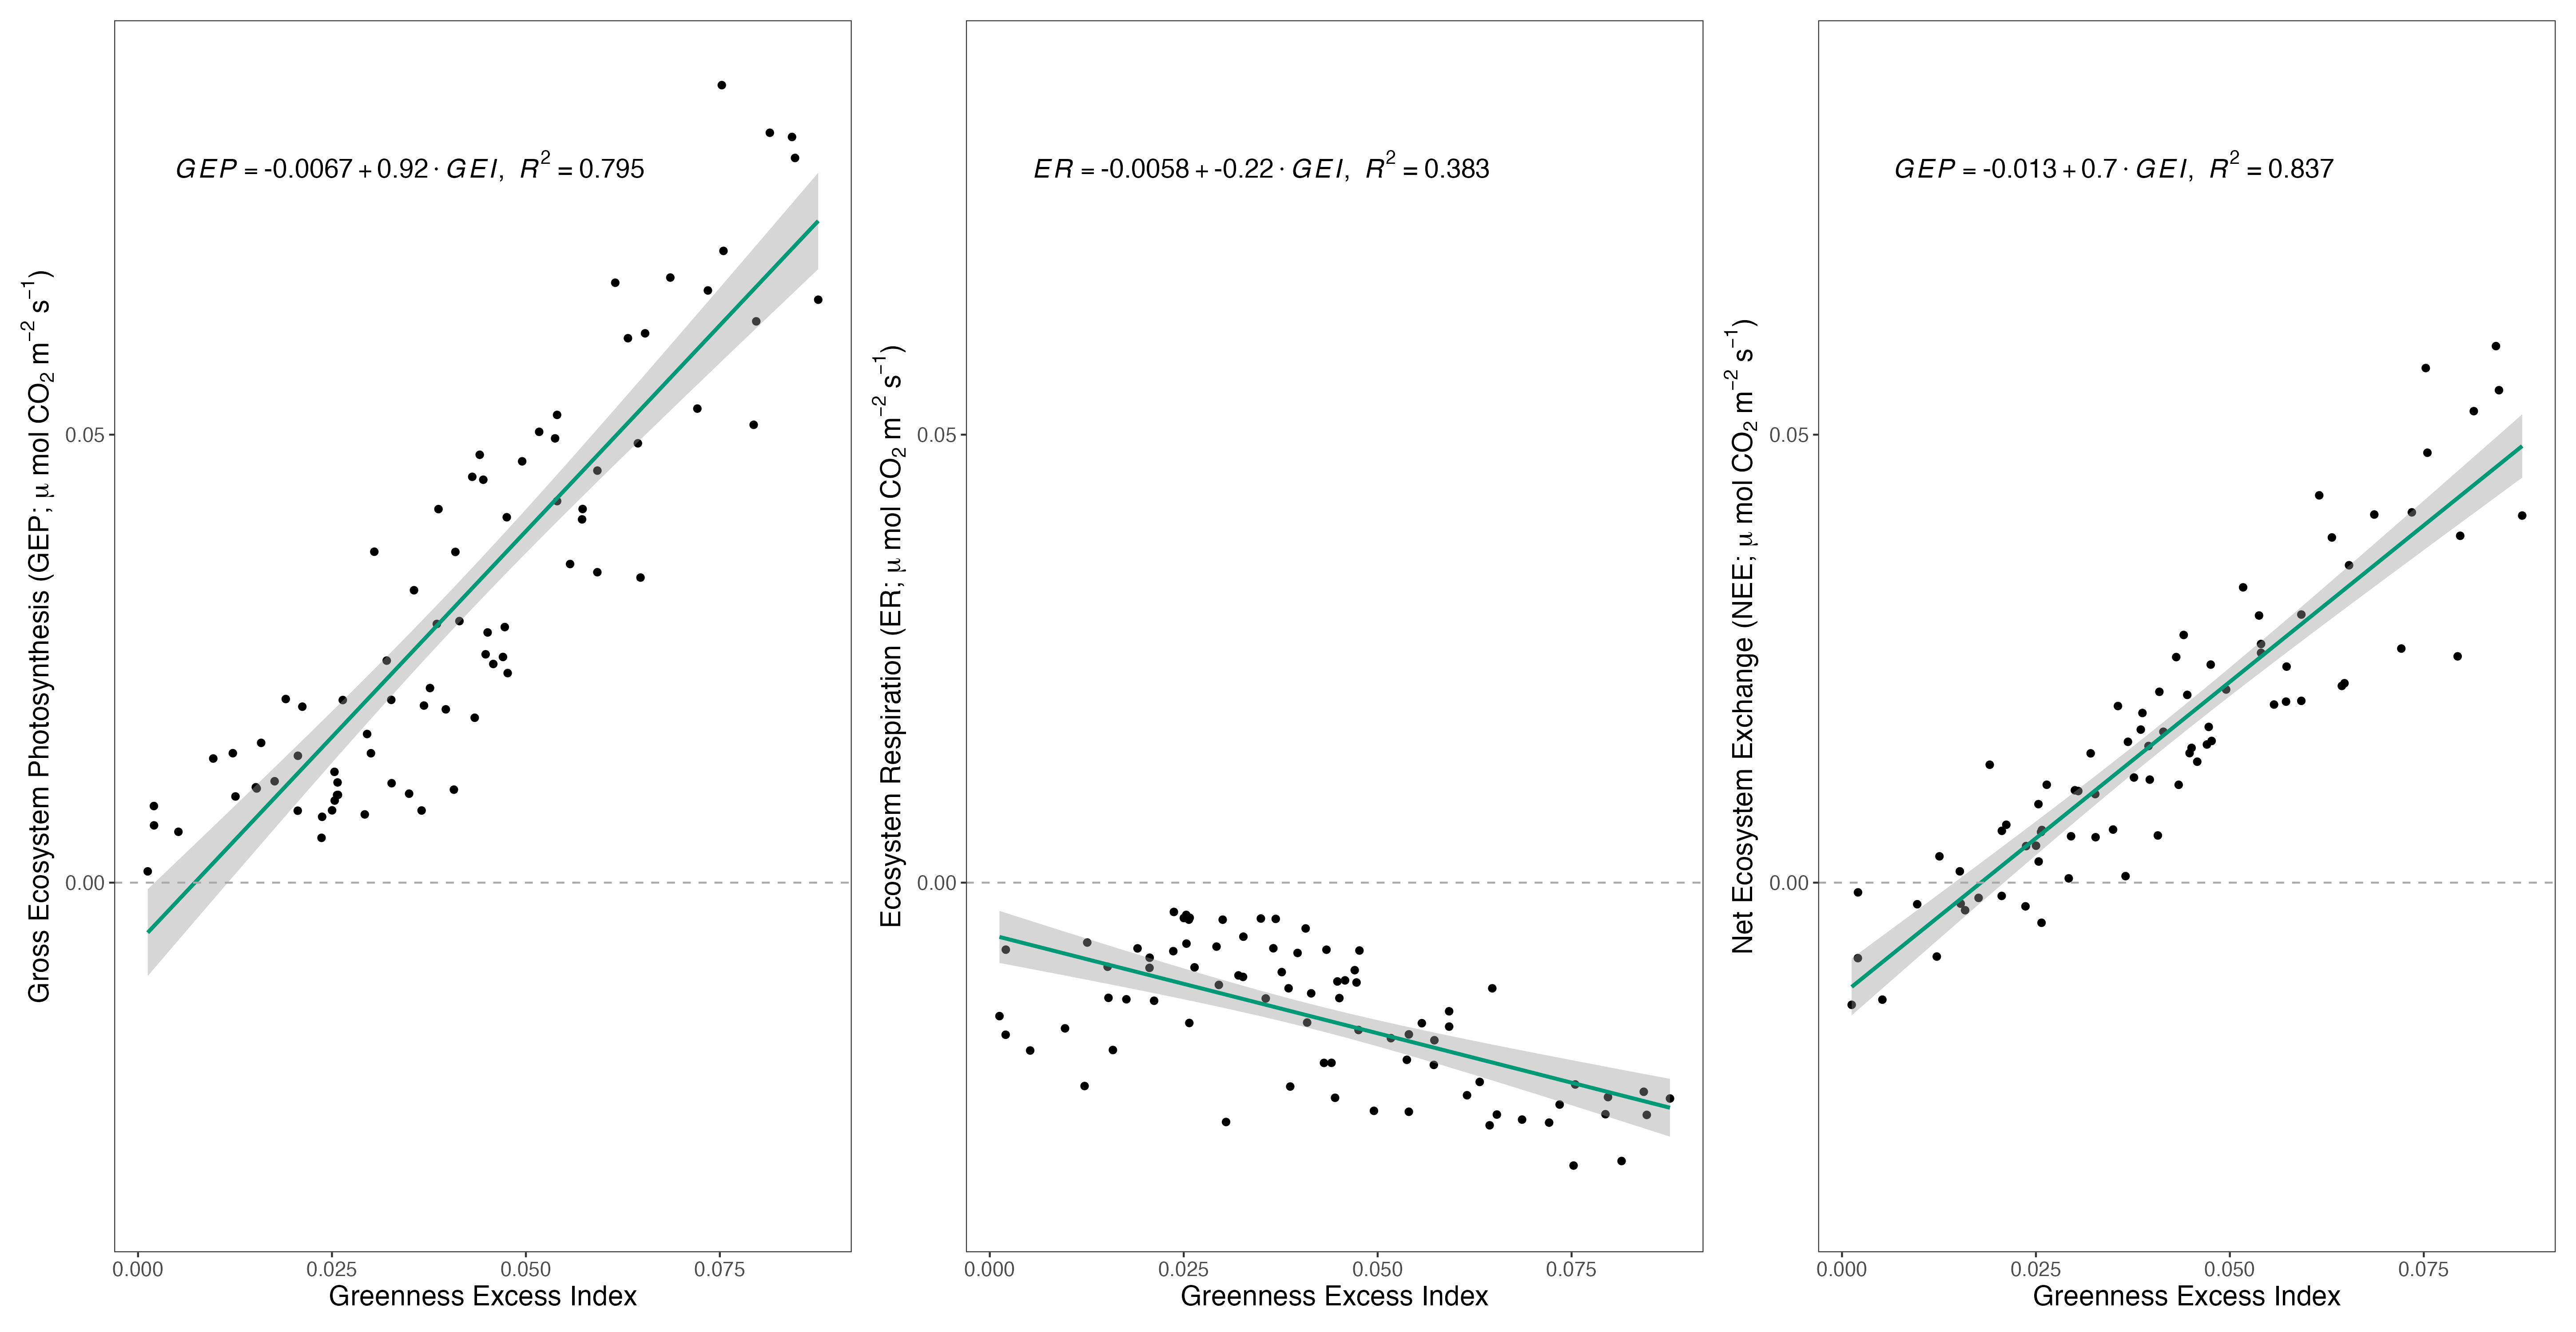 Gross Ecosystem Photosynthesis (GEP; μ mol CO₂ m⁻² s⁻¹)
GEP = -0.0067 + 0.92 · GEI, R² = 0.795
0.05
0.00
0.000 0.025 0.050 0.075
Greenness Excess Index
Ecosystem Respiration (ER; μ mol CO₂ m⁻² s⁻¹)
ER = -0.0058 + -0.22 · GEI, R² = 0.383
0.05
0.00
0.000 0.025 0.050 0.075
Greenness Excess Index
Net Ecosystem Exchange (NEE; μ mol CO₂ m⁻² s⁻¹)
GEP = -0.013 + 0.7 · GEI, R² = 0.837
0.05
0.00
0.000 0.025 0.050 0.075
Greenness Excess Index